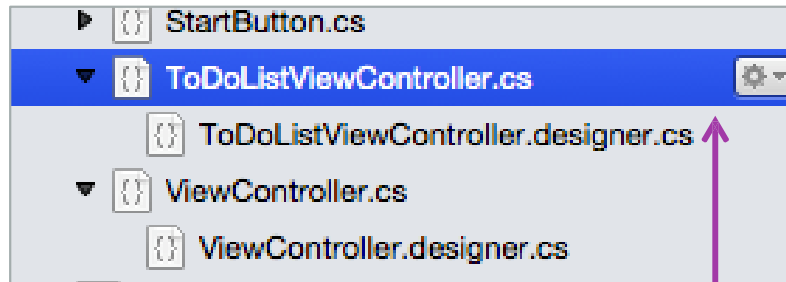 StartButton.cs
ToDoListViewController.cs
ToDoListViewController.designer.cs
ViewController.cs
ViewController.designer.cs